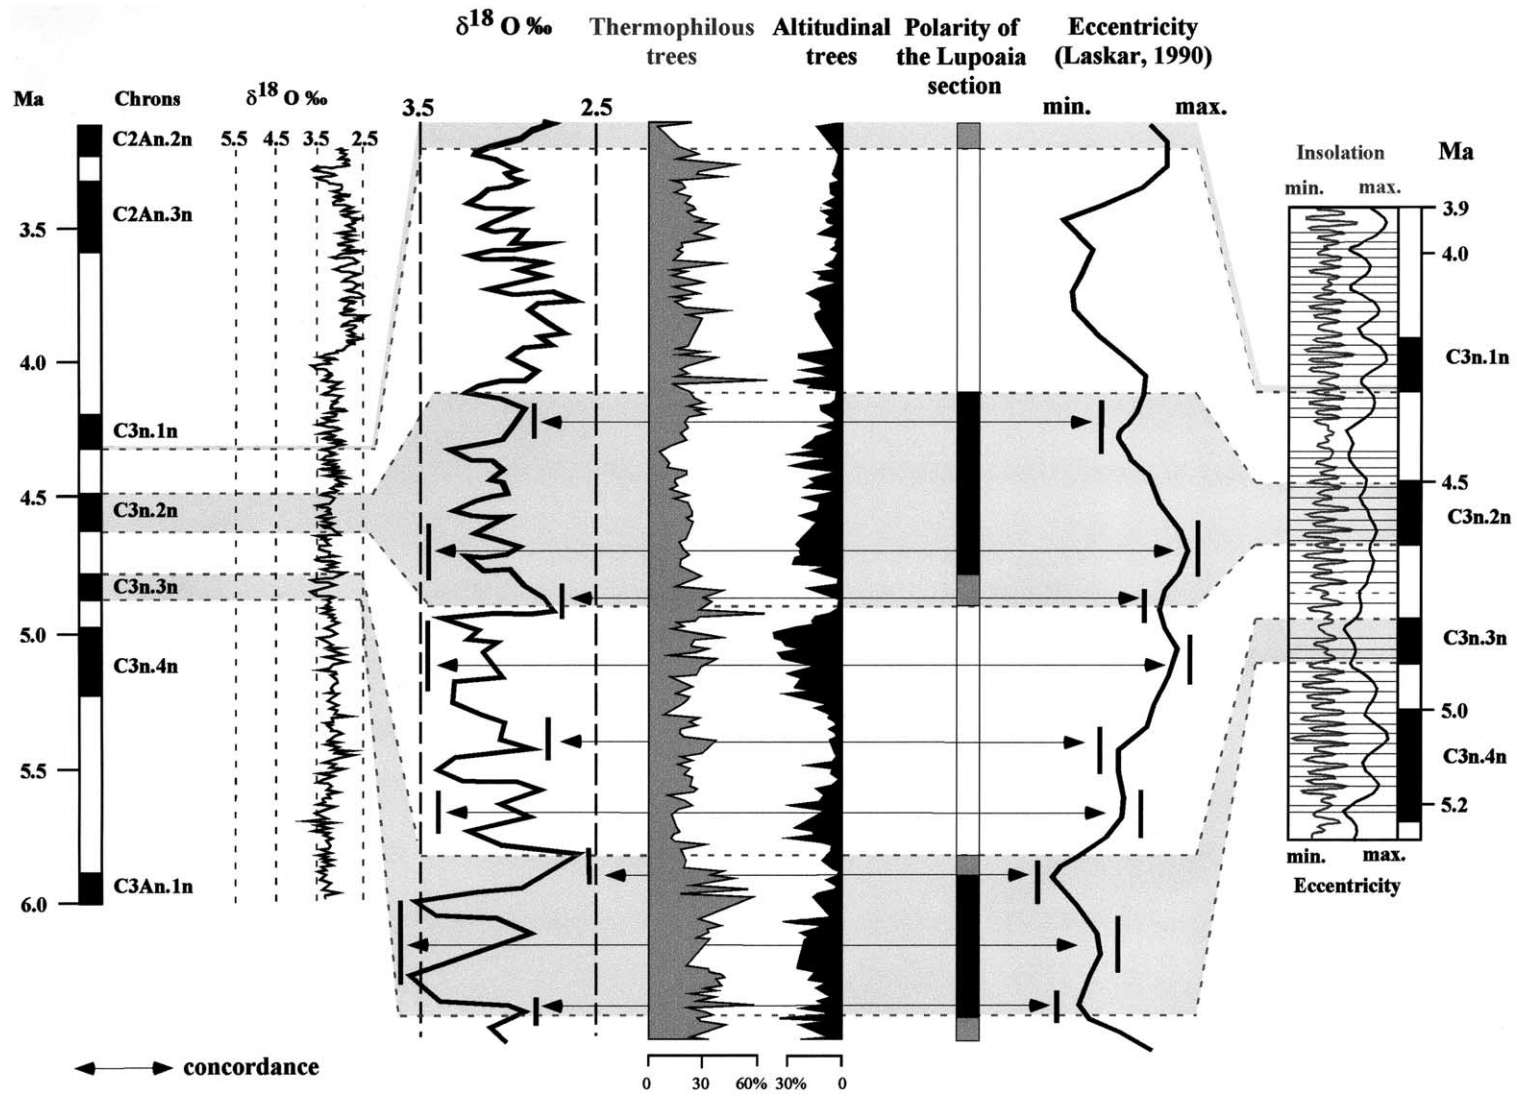 δ18 O ‰
Thermophilous
trees
Altitudinal
trees
Polarity of
the Lupoaia
section
Eccentricity
(Laskar, 1990)
min. max.
3.5 2.5
Ma
Chrons
δ18 O ‰
5.5 4.5 3.5 2.5
C2An.2n
C2An.3n
3.5
4.0
C3n.1n
4.5
C3n.2n
C3n.3n
5.0
C3n.4n
5.5
C3An.1n
6.0
Insolation
min. max.
Ma
3.9
4.0
C3n.1n
4.5
C3n.2n
C3n.3n
5.0
C3n.4n
5.2
min. max.
Eccentricity
concordance
0 30 60% 30% 0